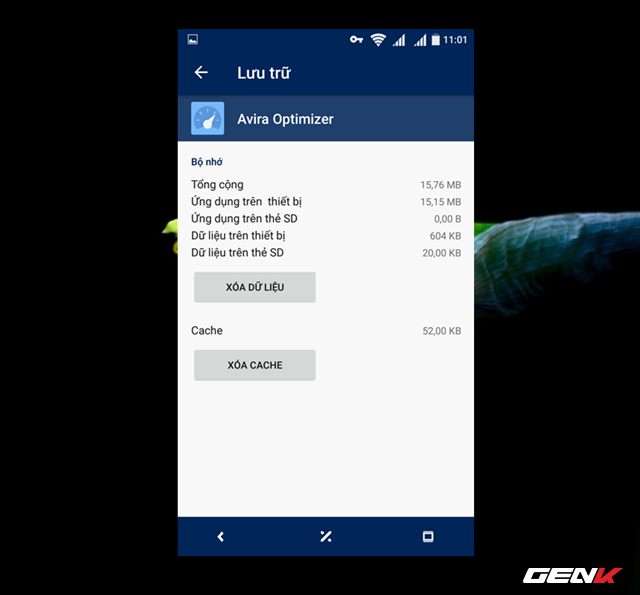 11:01
Lưu trữ
Avira Optimizer
Bộ nhớ
Tổng cộng 15,76 MB
Ứng dụng trên thiết bị 15,15 MB
Ứng dụng trên thẻ SD 0,00 B
Dữ liệu trên thiết bị 604 KB
Dữ liệu trên thẻ SD 20,00 KB
XÓA DỮ LIỆU
Cache 52,00 KB
XÓA CACHE
GENK